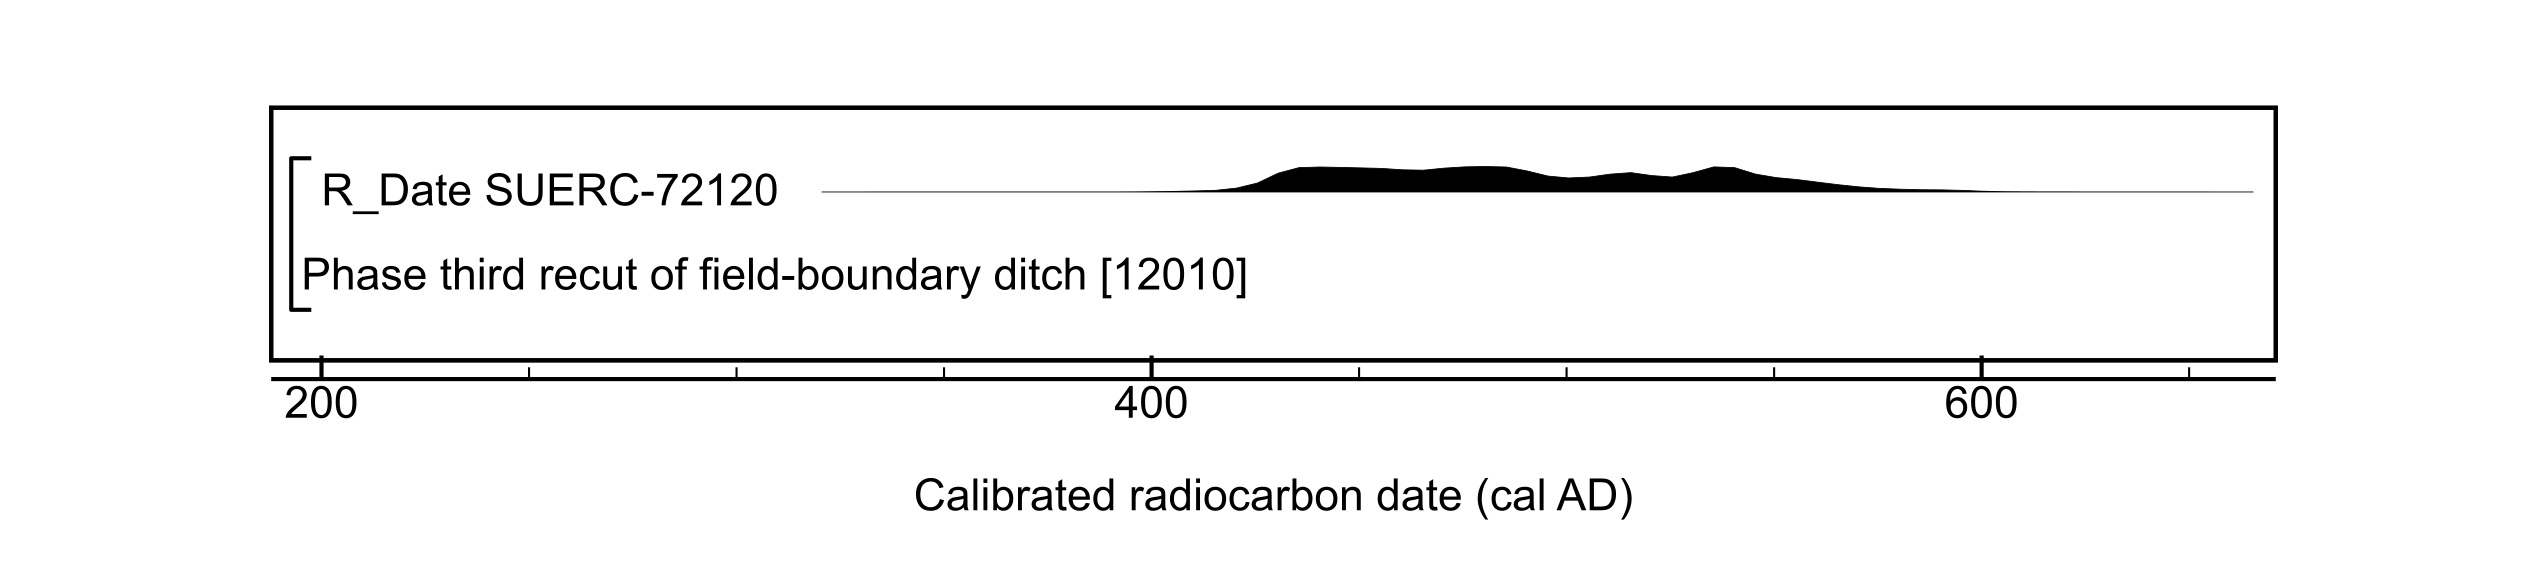 R_Date SUERC-72120
Phase third recut of field-boundary ditch [12010]
200 400 600
Calibrated radiocarbon date (cal AD)